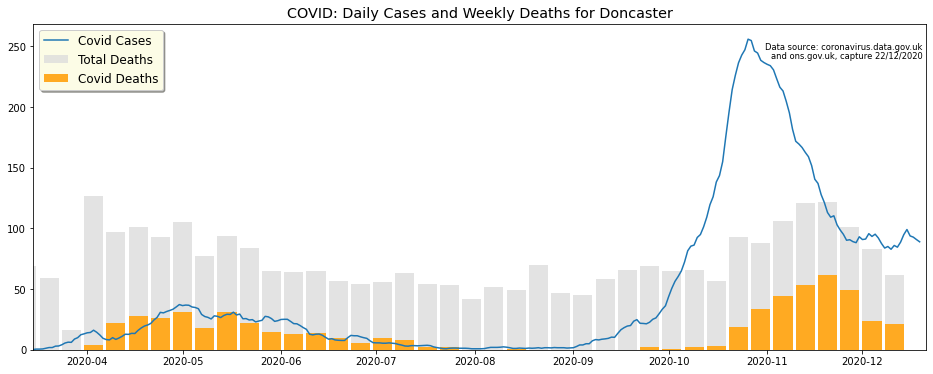 COVID: Daily Cases and Weekly Deaths for Doncaster
Covid Cases
Total Deaths
Covid Deaths
Data source: coronavirus.data.gov.uk
and ons.gov.uk, capture 22/12/2020
250
200
150
100
50
0
2020-04 2020-05 2020-06 2020-07 2020-08 2020-09 2020-10 2020-11 2020-12